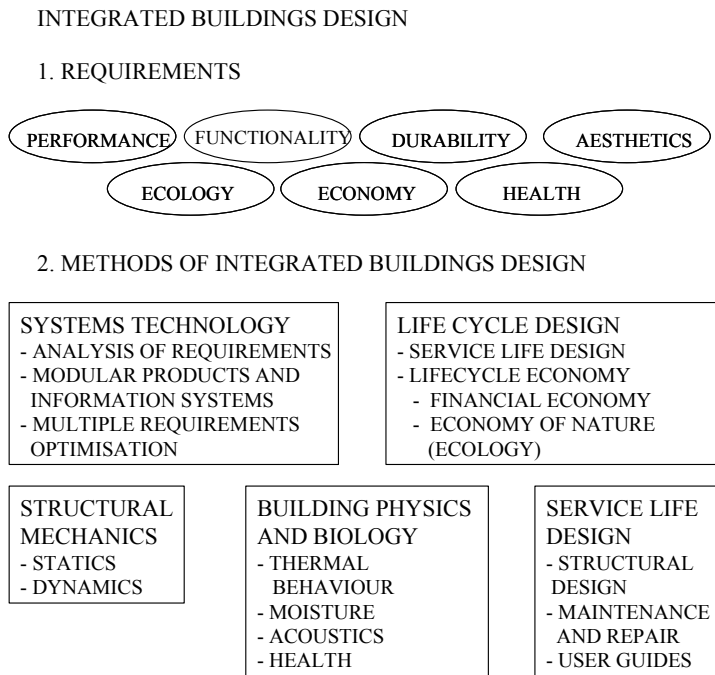 INTEGRATED BUILDINGS DESIGN
1. REQUIREMENTS
PERFORMANCE FUNCTIONALITY DURABILITY AESTHETICS
ECOLOGY ECONOMY HEALTH
2. METHODS OF INTEGRATED BUILDINGS DESIGN
SYSTEMS TECHNOLOGY
- ANALYSIS OF REQUIREMENTS
- MODULAR PRODUCTS AND
INFORMATION SYSTEMS
- MULTIPLE REQUIREMENTS
OPTIMISATION
LIFE CYCLE DESIGN
- SERVICE LIFE DESIGN
- LIFECYCLE ECONOMY
- FINANCIAL ECONOMY
- ECONOMY OF NATURE
(ECOLOGY)
STRUCTURAL
MECHANICS
- STATICS
- DYNAMICS
BUILDING PHYSICS
AND BIOLOGY
- THERMAL
BEHAVIOUR
- MOISTURE
- ACOUSTICS
- HEALTH
SERVICE LIFE
DESIGN
- STRUCTURAL
DESIGN
- MAINTENANCE
AND REPAIR
- USER GUIDES